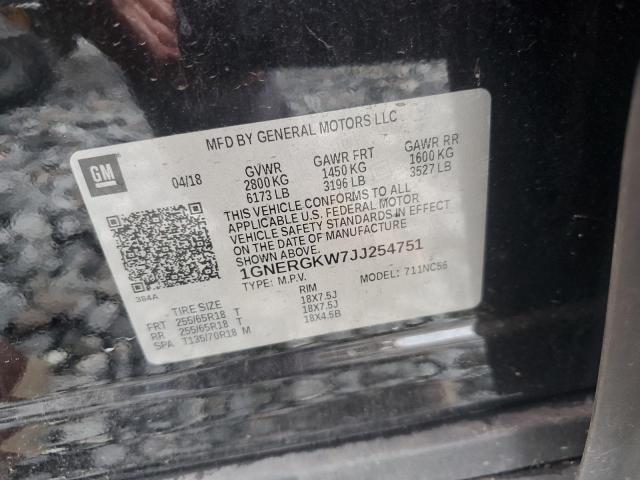 MFD BY GENERAL MOTORS LLC
GM
04/18
GVWR
2800 KG
6173 LB
GAWR FRT
1450 KG
3196 LB
GAWR RR
1600 KG
3527 LB
THIS VEHICLE CONFORMS TO ALL
APPLICABLE U.S. FEDERAL MOTOR
VEHICLE SAFETY STANDARDS IN EFFECT
ON THE DATE OF MANUFACTURE
SHOWN ABOVE.
1GNERGKW7JJ254751
TYPE: M.P.V. MODEL: 711NC56
384A
TIRE SIZE RIM
FRT 255/65R18 T 18X7.5J
RR 255/65R18 T 18X7.5J
SPA T135/70R18 M 18X4.5B